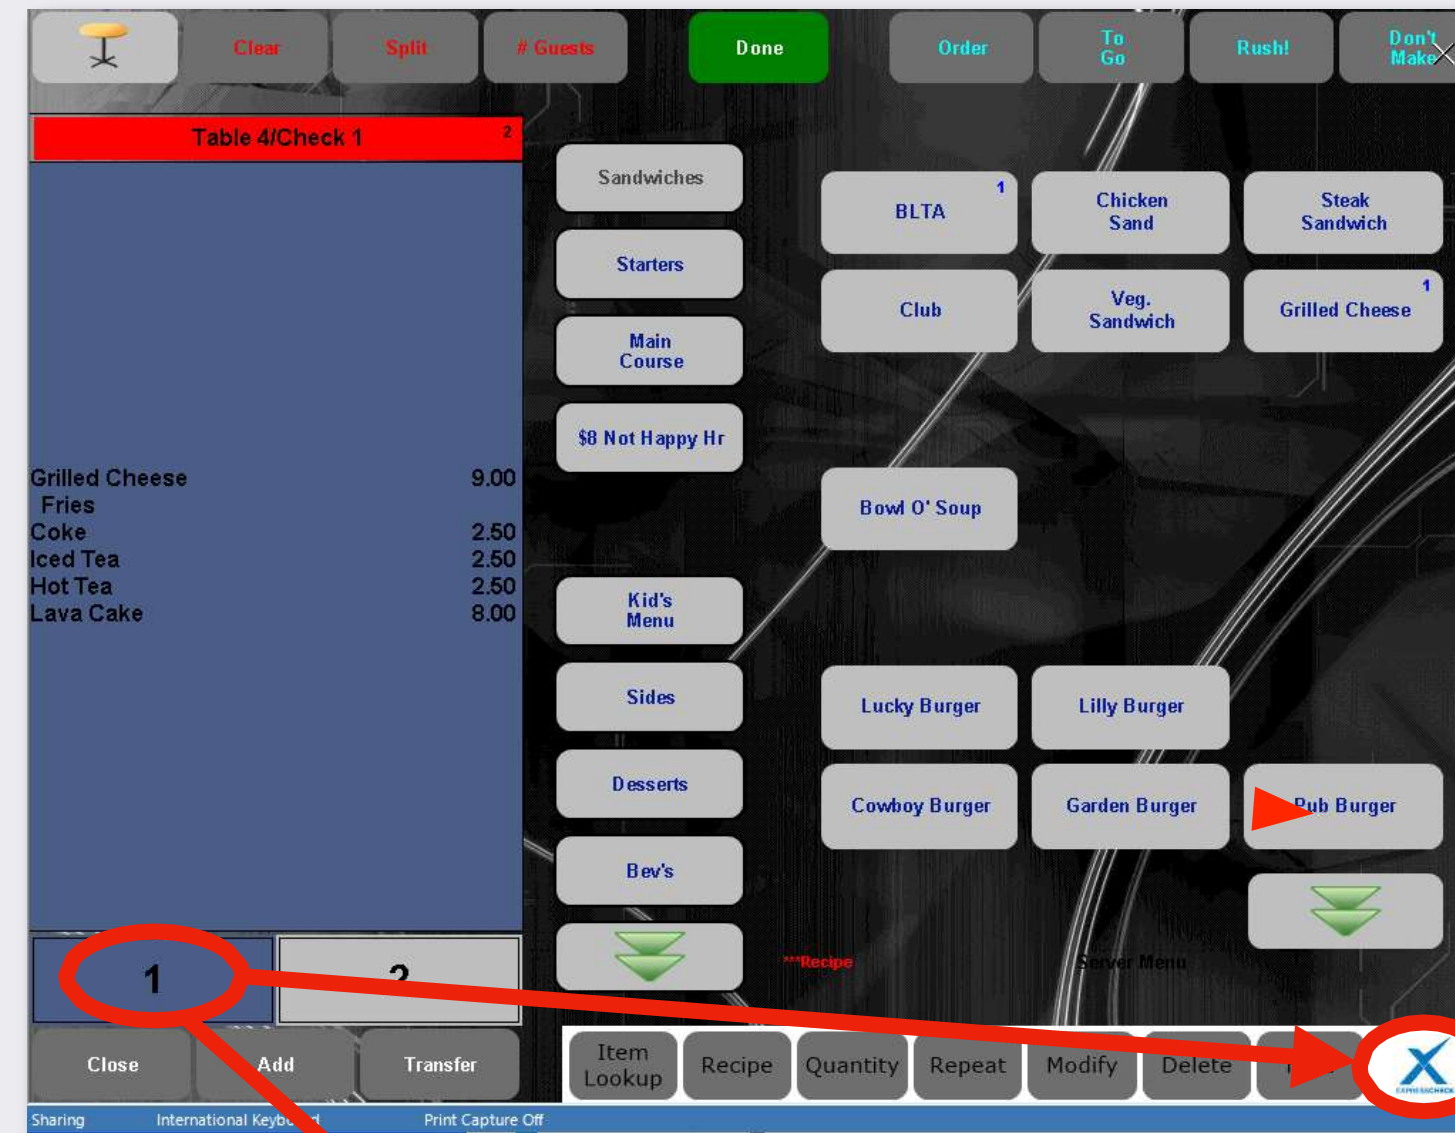 Clear
Split
# Guests
Done
Order
To
Go
Rush!
Don't
Make
Table 4/Check 1
2
Grilled Cheese 9.00
Fries
Coke 2.50
Iced Tea 2.50
Hot Tea 2.50
Lava Cake 8.00
1
2
Close
Add
Transfer
Sandwiches
Starters
Main
Course
$8 Not Happy Hr
Kid's
Menu
Sides
Desserts
Bev's
BLTA
1
Chicken
Sand
Steak
Sandwich
Club
Veg.
Sandwich
Grilled Cheese
1
Bowl O' Soup
Lucky Burger
Lilly Burger
Cowboy Burger
Garden Burger
Pub Burger
***Recipe
Server Menu
Item
Lookup
Recipe
Quantity
Repeat
Modify
Delete
EXPRESSCHECK
Sharing
International Keyboard
Print Capture Off